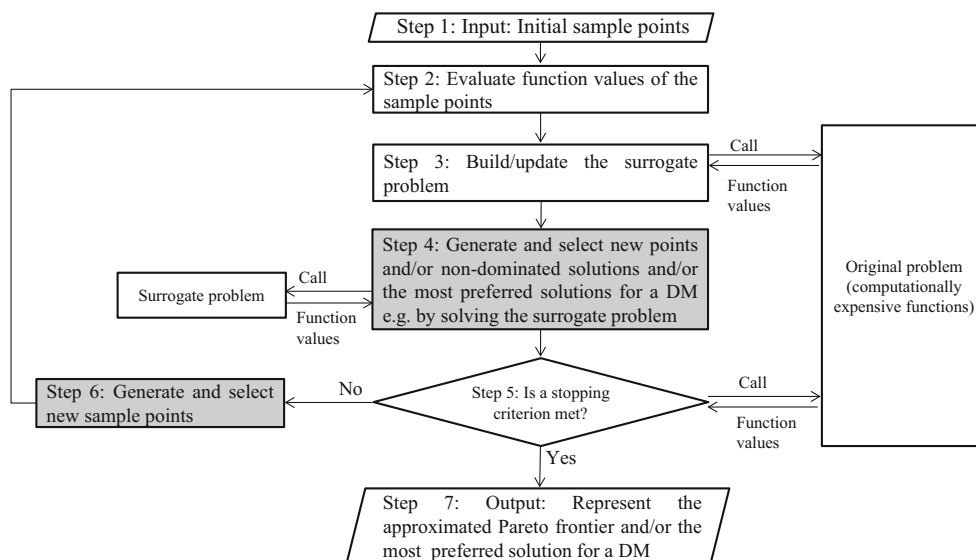 Step 1: Input: Initial sample points
Step 2: Evaluate function values of the
sample points
Step 3: Build/update the surrogate
problem
Call
Function
values
Step 4: Generate and select new points
and/or non-dominated solutions and/or
the most preferred solutions for a DM
e.g. by solving the surrogate problem
Surrogate problem
Call
Function
values
Original problem
(computationally
expensive functions)
Step 5: Is a stopping
criterion met?
Call
Function
values
No
Step 6: Generate and select
new sample points
Yes
Step 7: Output: Represent the
approximated Pareto frontier and/or the
most preferred solution for a DM